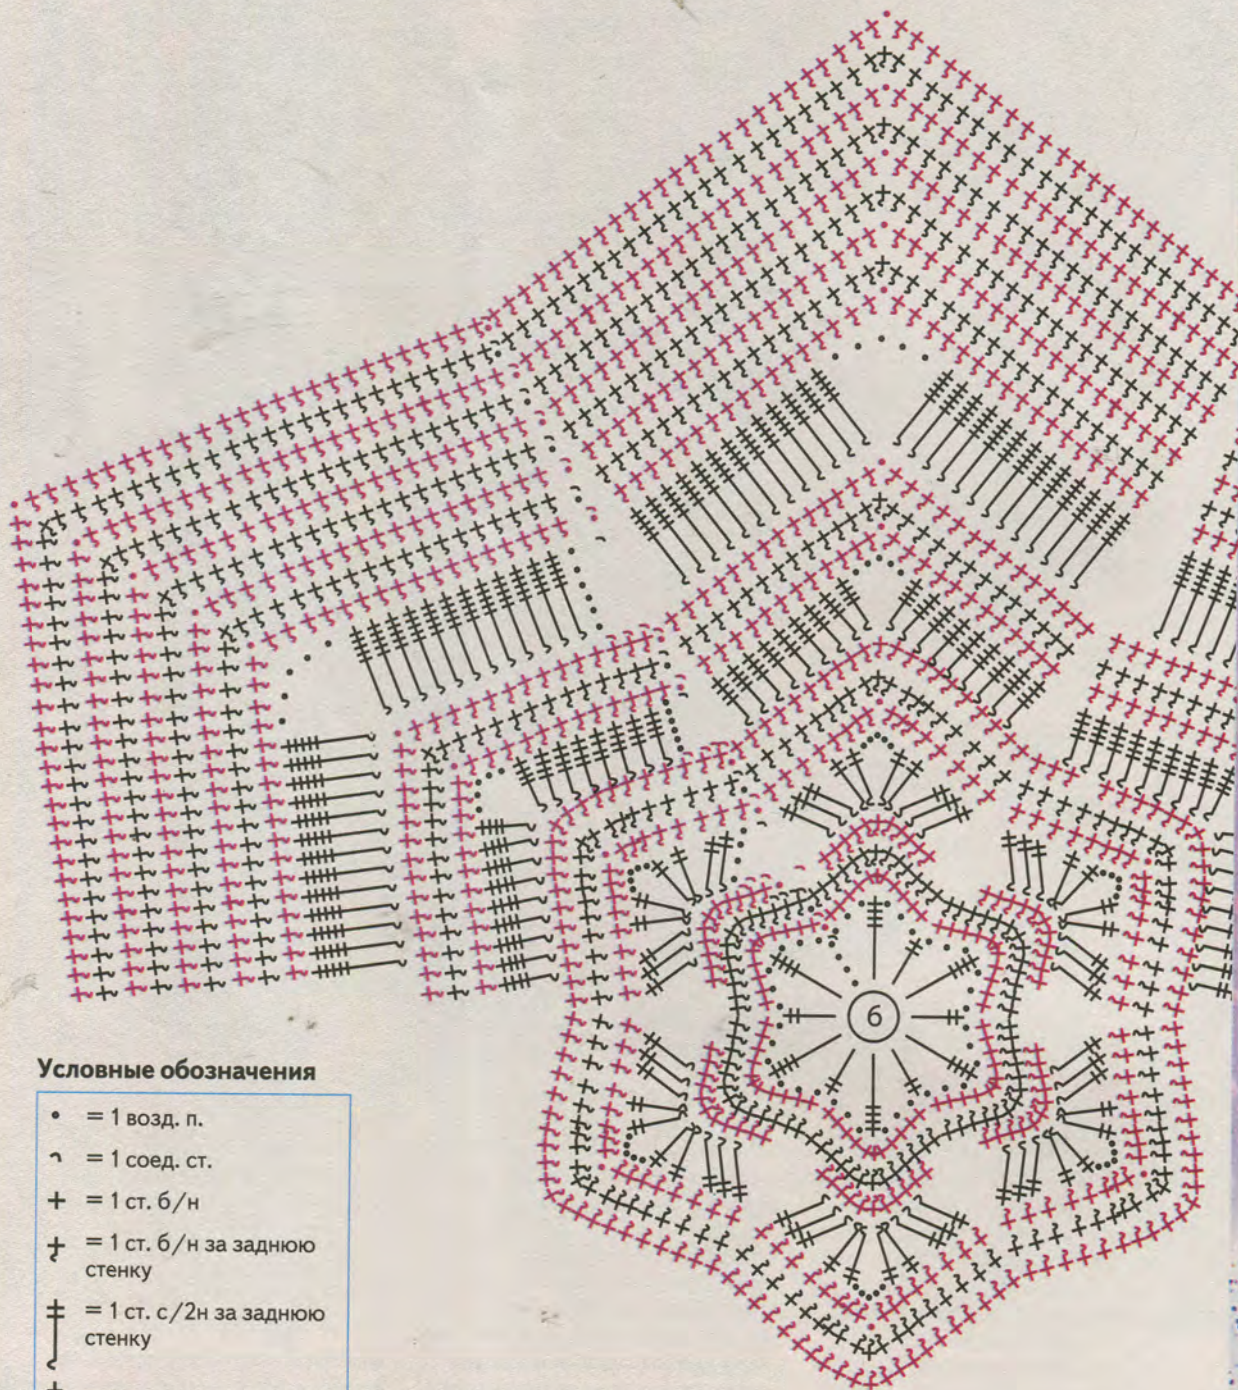 6
Условные обозначения
• = 1 возд. п.
= 1 соед. ст.
+ = 1 ст. б/н
= 1 ст. б/н за заднюю
стенку
= 1 ст. с/2н за заднюю
стенку